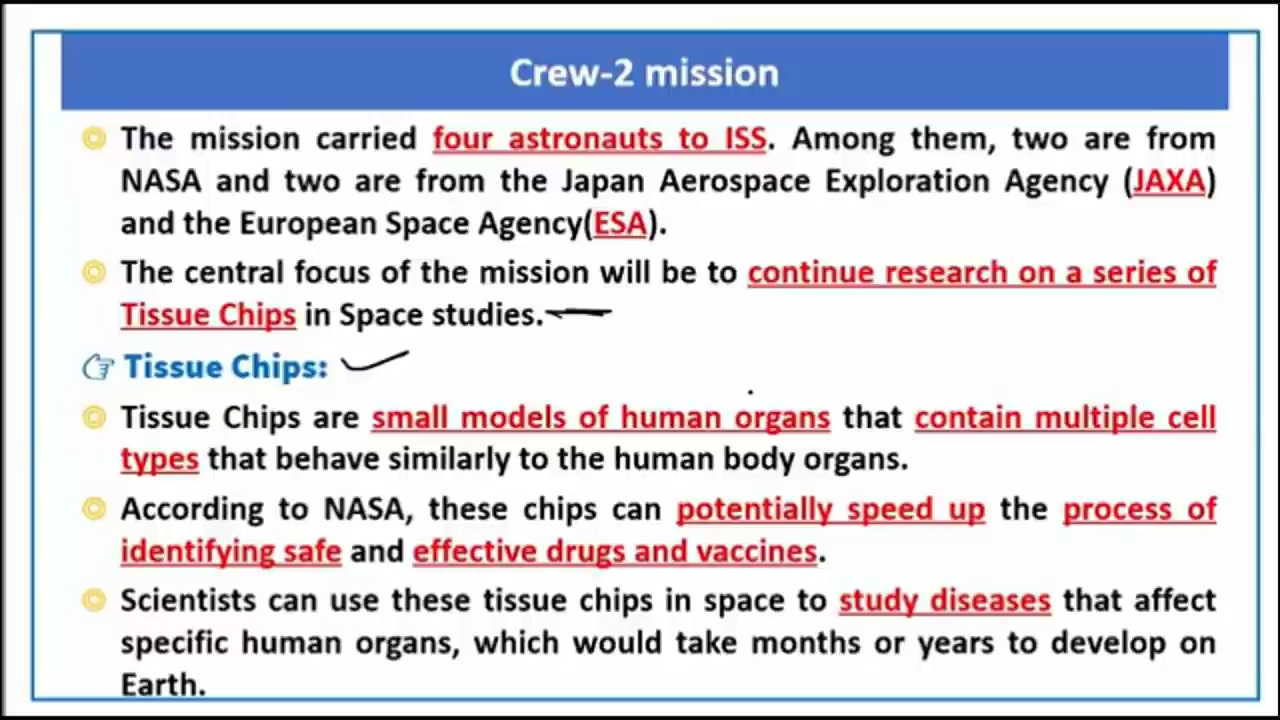 Crew-2 mission
The mission carried four astronauts to ISS. Among them, two are from
NASA and two are from the Japan Aerospace Exploration Agency (JAXA)
and the European Space Agency(ESA).
The central focus of the mission will be to continue research on a series of
Tissue Chips in Space studies.
Tissue Chips:
Tissue Chips are small models of human organs that contain multiple cell
types that behave similarly to the human body organs.
According to NASA, these chips can potentially speed up the process of
identifying safe and effective drugs and vaccines.
Scientists can use these tissue chips in space to study diseases that affect
specific human organs, which would take months or years to develop on
Earth.